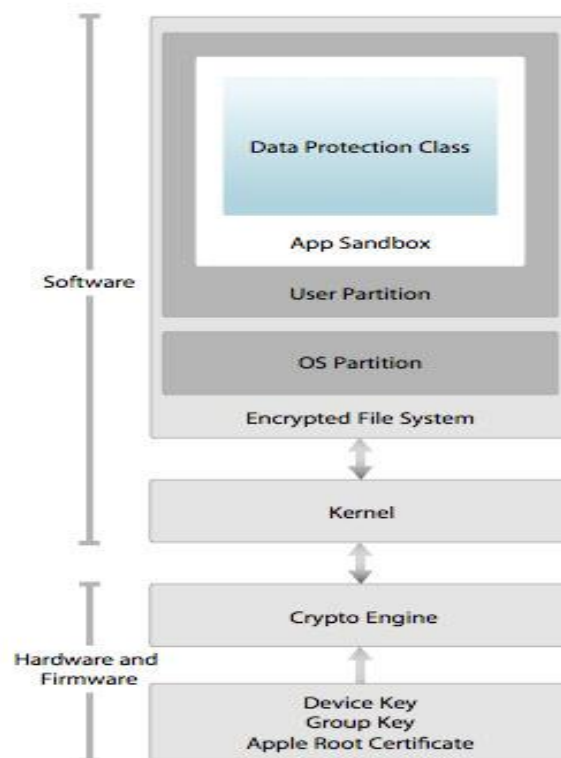 Data Protection Class
App Sandbox
User Partition
Software
OS Partition
Encrypted File System
Kernel
Crypto Engine
Hardware and
Firmware
Device Key
Group Key
Apple Root Certificate